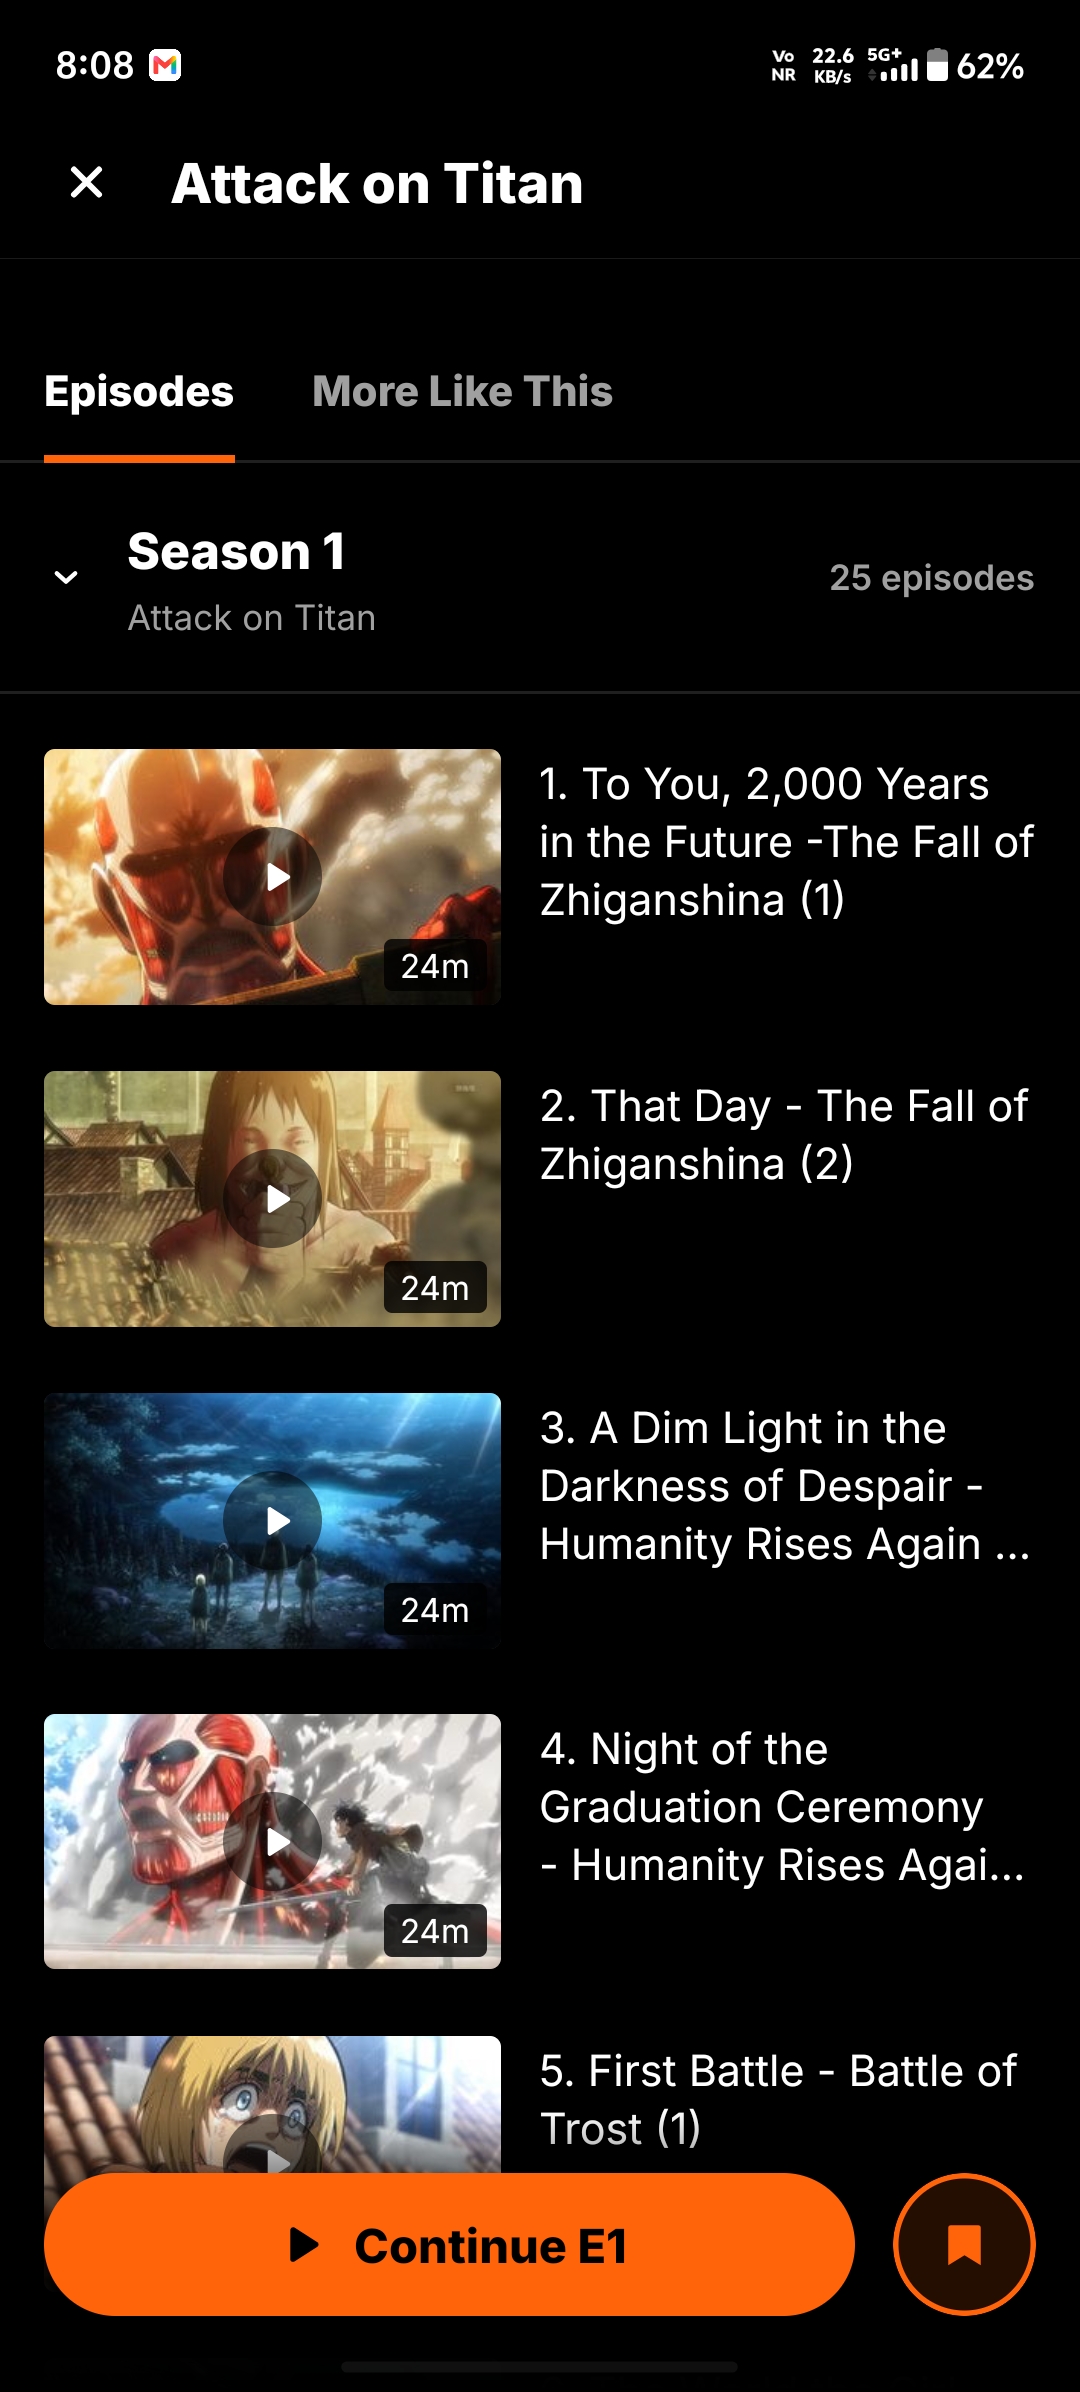 8:08
Vo NR 22.6 KB/s 5G+ 62%
Attack on Titan
Episodes More Like This
Season 1
25 episodes
Attack on Titan
1. To You, 2,000 Years
in the Future -The Fall of
Zhiganshina (1)
24m
2. That Day - The Fall of
Zhiganshina (2)
24m
3. A Dim Light in the
Darkness of Despair -
Humanity Rises Again ...
24m
4. Night of the
Graduation Ceremony
- Humanity Rises Agai...
24m
5. First Battle - Battle of
Trost (1)
Continue E1